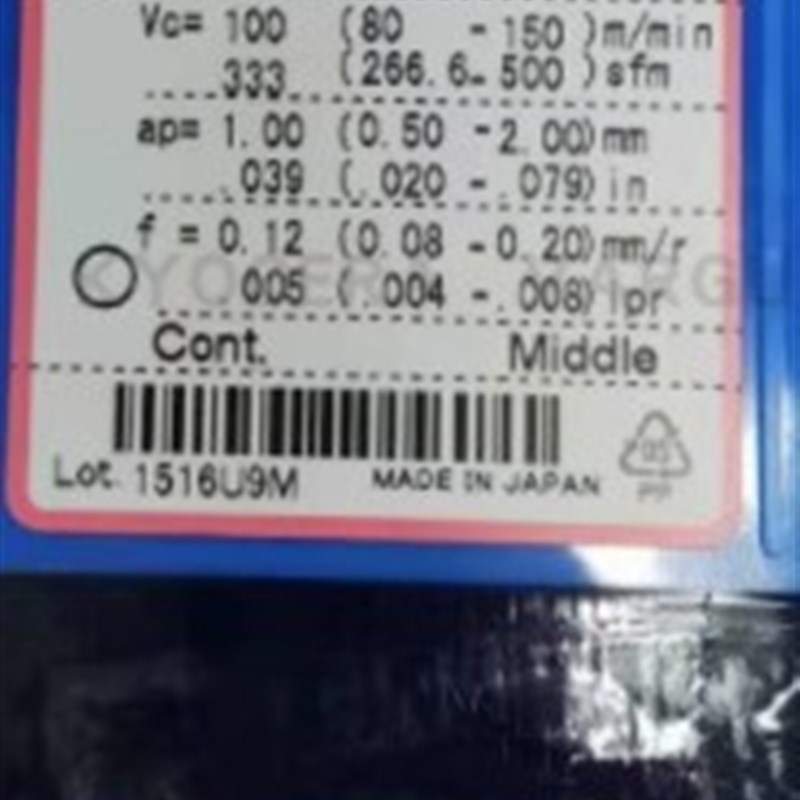 Vc= 100 (80 - 150 )m/min
333 (266.6- 500 )sfm
ap= 1.00 (0.50 -2.00)mm
.039 (.020 -.079)in
f = 0.12 (0.08 -0.20)mm/r
.005 (.004 -.008)ipr
Cont. Middle
05
Lot. 1516U9M MADE IN JAPAN PP